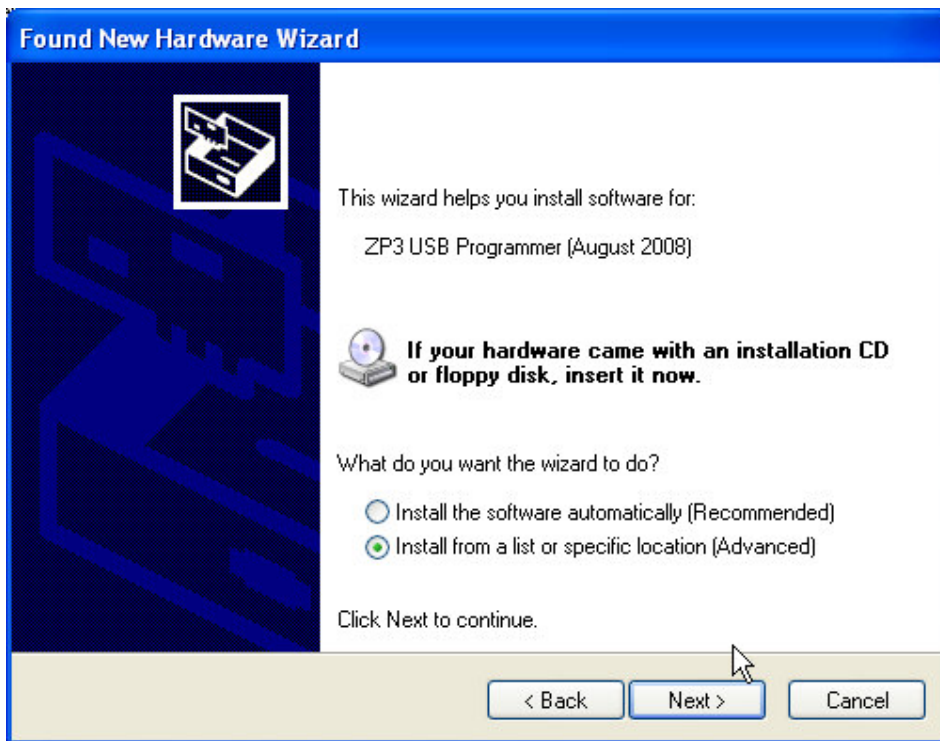 Found New Hardware Wizard
This wizard helps you install software for:
ZP3 USB Programmer (August 2008)
If your hardware came with an installation CD
or floppy disk, insert it now.
What do you want the wizard to do?
Install the software automatically (Recommended)
Install from a list or specific location (Advanced)
Click Next to continue.
< Back
Next >
Cancel